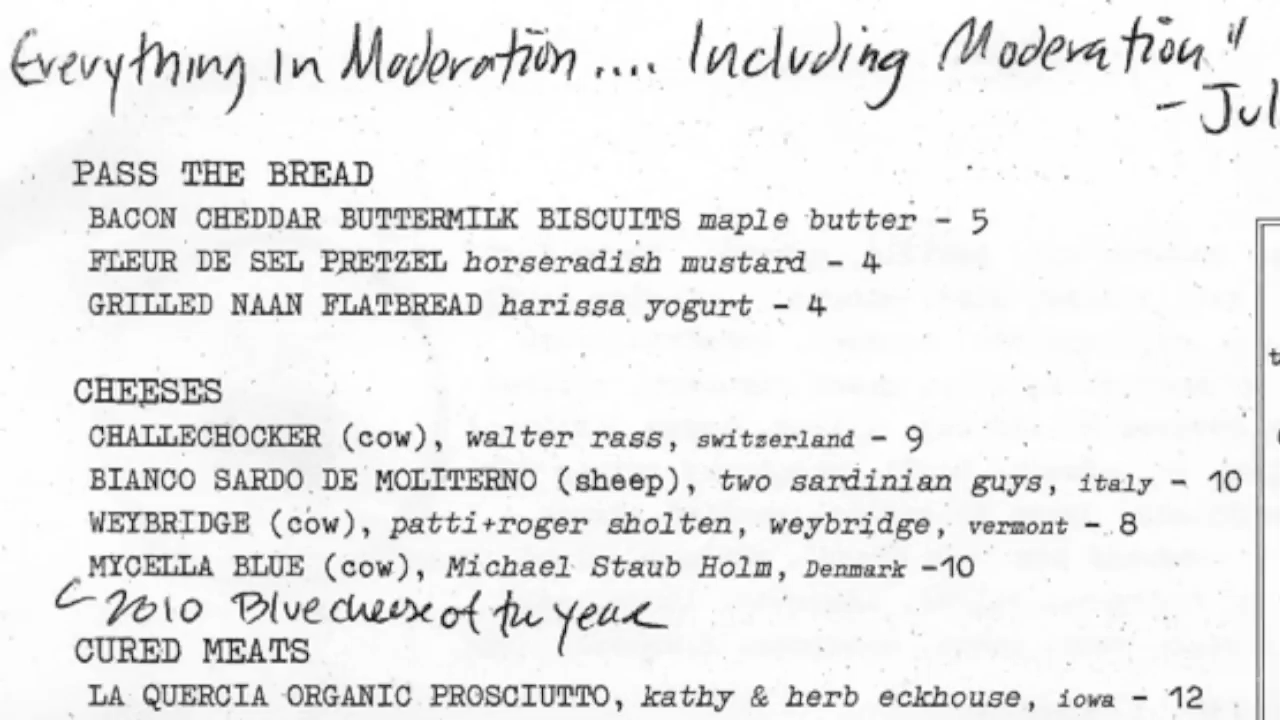 Everything in Moderation .... Including Moderation"
- Jul
PASS THE BREAD
BACON CHEDDAR BUTTERMILK BISCUITS maple butter - 5
FLEUR DE SEL PRETZEL horseradish mustard - 4
GRILLED NAAN FLATBREAD harissa yogurt - 4
CHEESES
CHALLECHOCKER (cow), walter rass, switzerland - 9
BIANCO SARDO DE MOLITERNO (sheep), two sardinian guys, italy - 10
WEYBRIDGE (cow), patti+roger sholten, weybridge, vermont - 8
MYCELLA BLUE (cow), Michael Staub Holm, Denmark -10
2010 Blue cheese of the year
CURED MEATS
LA QUERCIA ORGANIC PROSCIUTTO, kathy & herb eckhouse, iowa - 12